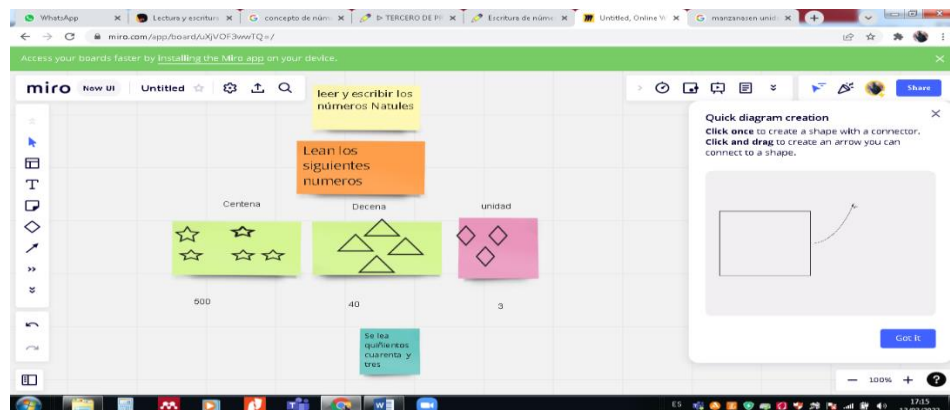 WhatsApp
Lectura y escritura
concepto de núm
TERCERO DE PF
Escritura de núme
Untitled, Online W
manzanas en unid
miro.com/app/board/uXjVOF3wwTQ=/
Access your boards faster by Installing the Miro app on your device.
miro New UI Untitled
Share
leer y escribir los
números Natules
Lean los
siguientes
numeros
Centena
Decena
unidad
500
40
3
Se lea
quiñientos
cuarenta y
tres
Quick diagram creation
Click once to create a shape with a connector.
Click and drag to create an arrow you can
connect to a shape.
Got it
100%
ES
17:15